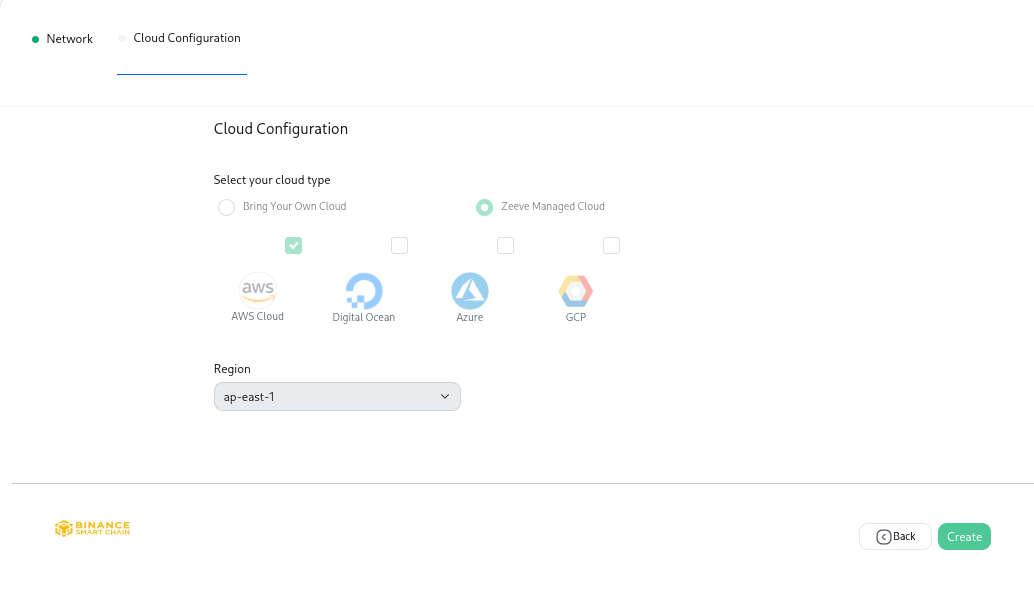 Network
Cloud Configuration
Cloud Configuration
Select your cloud type
Bring Your Own Cloud
Zeeve Managed Cloud
aws
AWS Cloud
Digital Ocean
Azure
GCP
Region
ap-east-1
BINANCE
SMART CHAIN
Back
Create